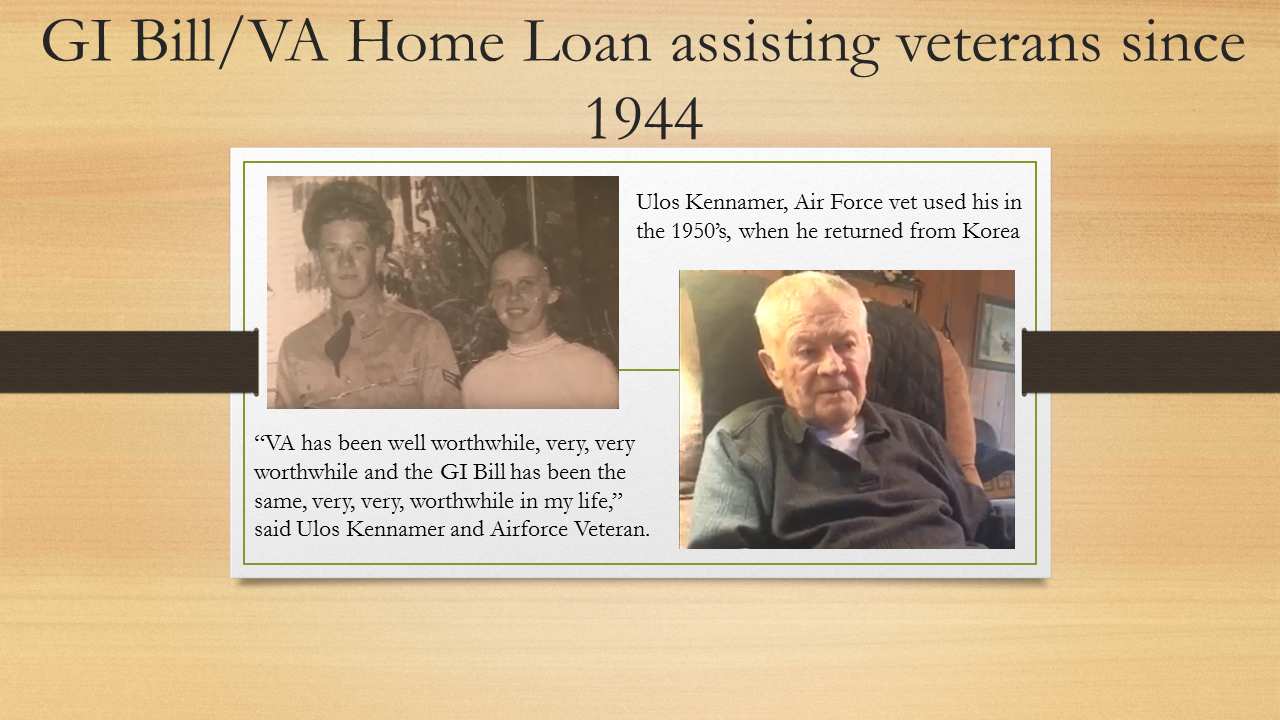 GI Bill/VA Home Loan assisting veterans since
1944
Ulos Kennamer, Air Force vet used his in
the 1950’s, when he returned from Korea
“VA has been well worthwhile, very, very
worthwhile and the GI Bill has been the
same, very, very, worthwhile in my life,”
said Ulos Kennamer and Airforce Veteran.